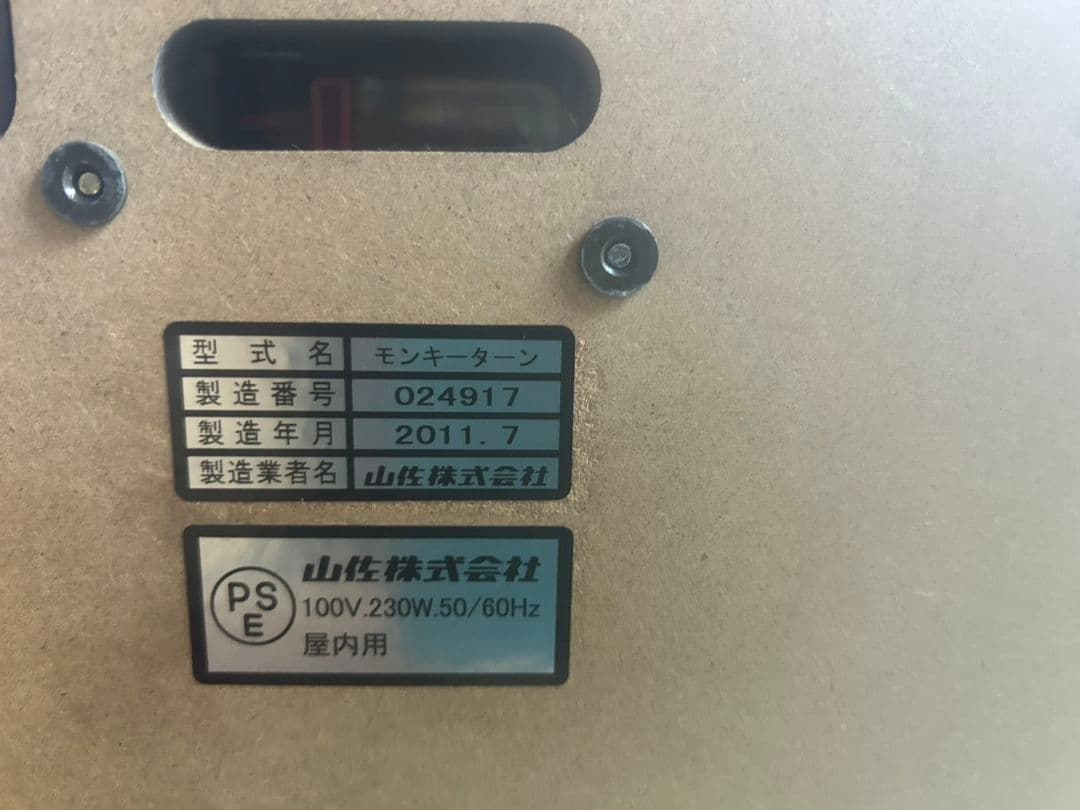 型式名 モンキーターン
製造番号 024917
製造年月 2011.7
製造業者名 山佐株式会社
PSE
山佐株式会社
100V.230W.50/60Hz
屋内用